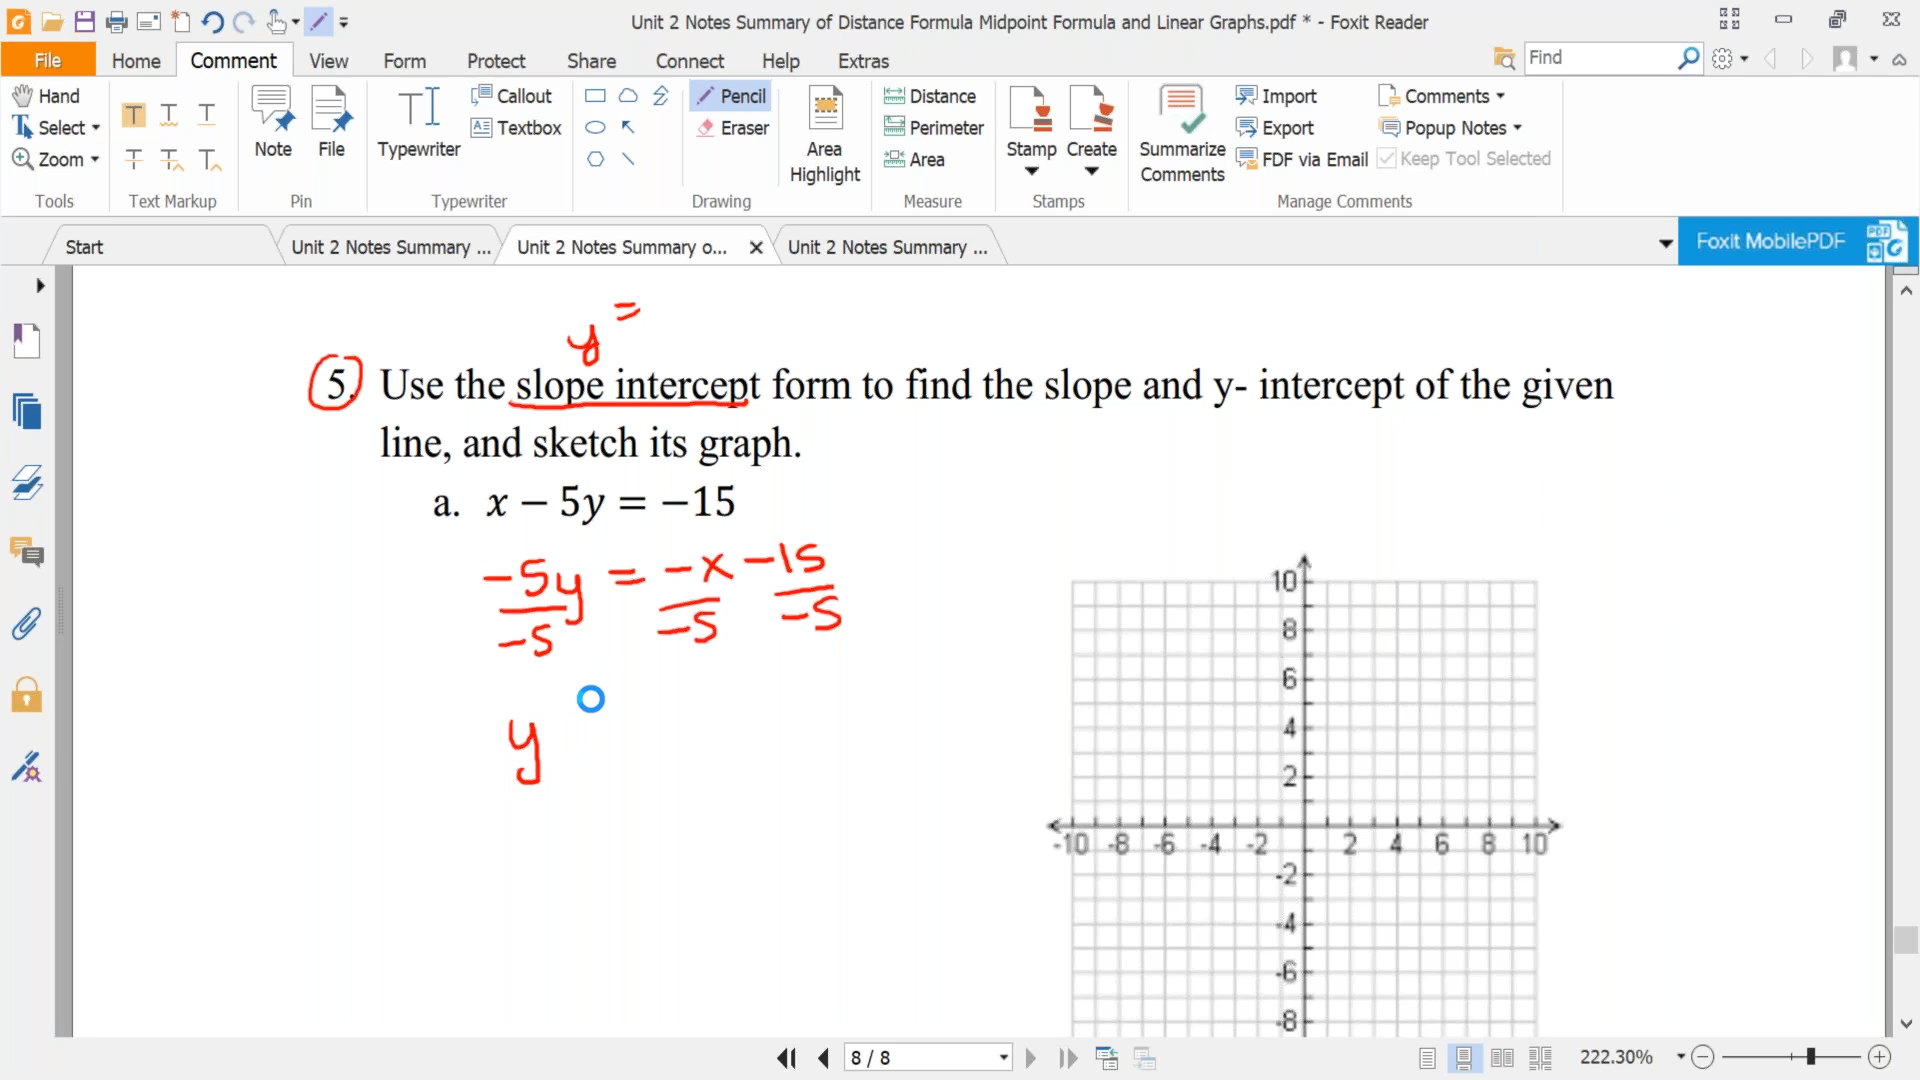 Unit 2 Notes Summary of Distance Formula Midpoint Formula and Linear Graphs.pdf * - Foxit Reader
File Home Comment View Form Protect Share Connect Help Extras Find
Hand
Select
Zoom
Tools
Text Markup
Note File
Pin
Typewriter
Callout
Textbox
Typewriter
Pencil
Eraser
Area Highlight
Drawing
Distance
Perimeter
Area
Measure
Stamp Create
Stamps
Summarize Comments
Import
Export
FDF via Email
Comments
Popup Notes
Keep Tool Selected
Manage Comments
Start Unit 2 Notes Summary ... Unit 2 Notes Summary o... Unit 2 Notes Summary ... Foxit MobilePDF
y =
5. Use the slope intercept form to find the slope and y- intercept of the given
line, and sketch its graph.
a. x − 5y = −15
-5y = -x -15
-5 -5 -5
y
10
8
6
4
2
-10 -8 -6 -4 -2 2 4 6 8 10
-2
-4
-6
-8
8 / 8 222.30%